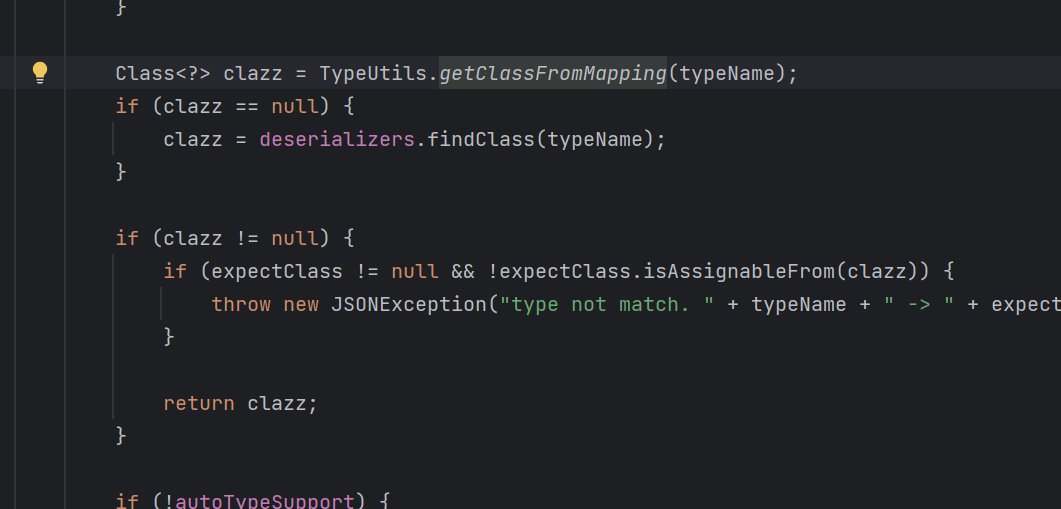 }
Class<?> clazz = TypeUtils.getClassFromMapping(typeName);
if (clazz == null) {
clazz = deserializers.findClass(typeName);
}
if (clazz != null) {
if (expectClass != null && !expectClass.isAssignableFrom(clazz)) {
throw new JSONException("type not match. " + typeName + " -> " + expect
}
return clazz;
}
if (!autoTypeSupport) {